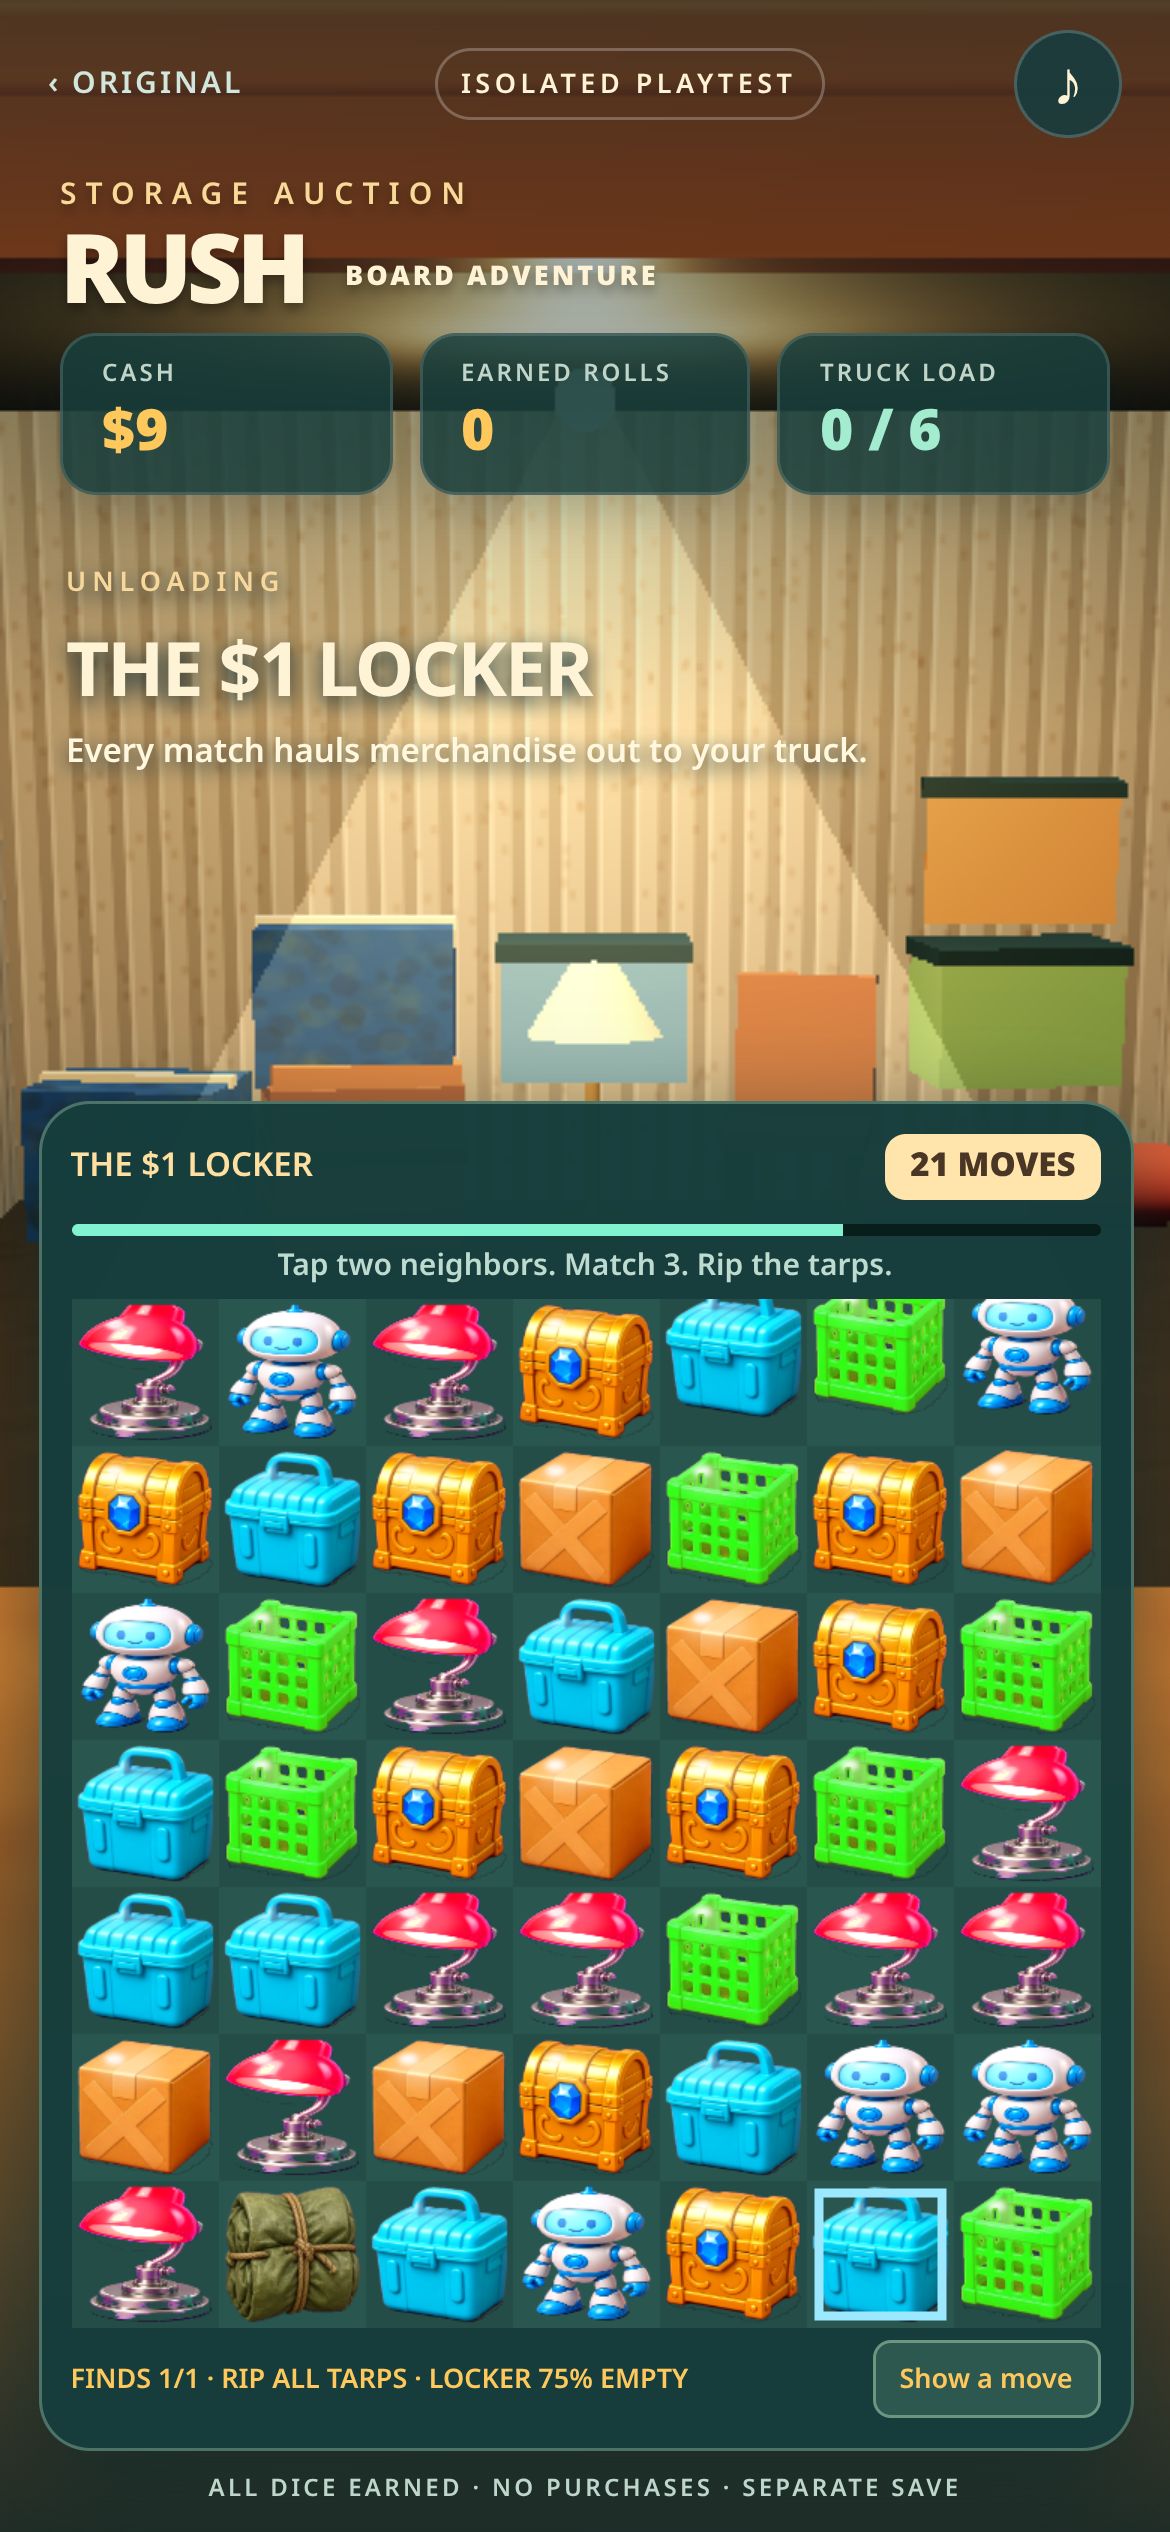 ‹ ORIGINAL
ISOLATED PLAYTEST
♪
STORAGE AUCTION
RUSH BOARD ADVENTURE
CASH
$9
EARNED ROLLS
0
TRUCK LOAD
0 / 6
UNLOADING
THE $1 LOCKER
Every match hauls merchandise out to your truck.
THE $1 LOCKER
21 MOVES
Tap two neighbors. Match 3. Rip the tarps.
FINDS 1/1 · RIP ALL TARPS · LOCKER 75% EMPTY
Show a move
ALL DICE EARNED · NO PURCHASES · SEPARATE SAVE